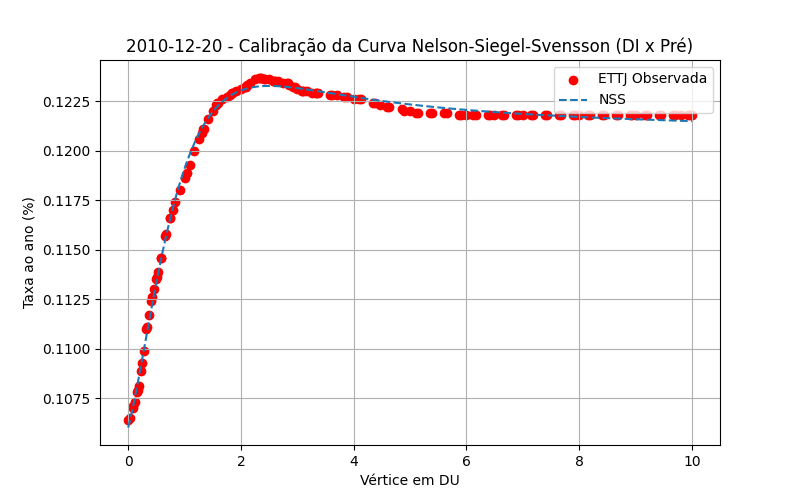 2010-12-20 - Calibração da Curva Nelson-Siegel-Svensson (DI x Pré)
ETTJ Observada
NSS
0.1225
0.1200
0.1175
0.1150
0.1125
0.1100
0.1075
Taxa ao ano (%)
0 2 4 6 8 10
Vértice em DU